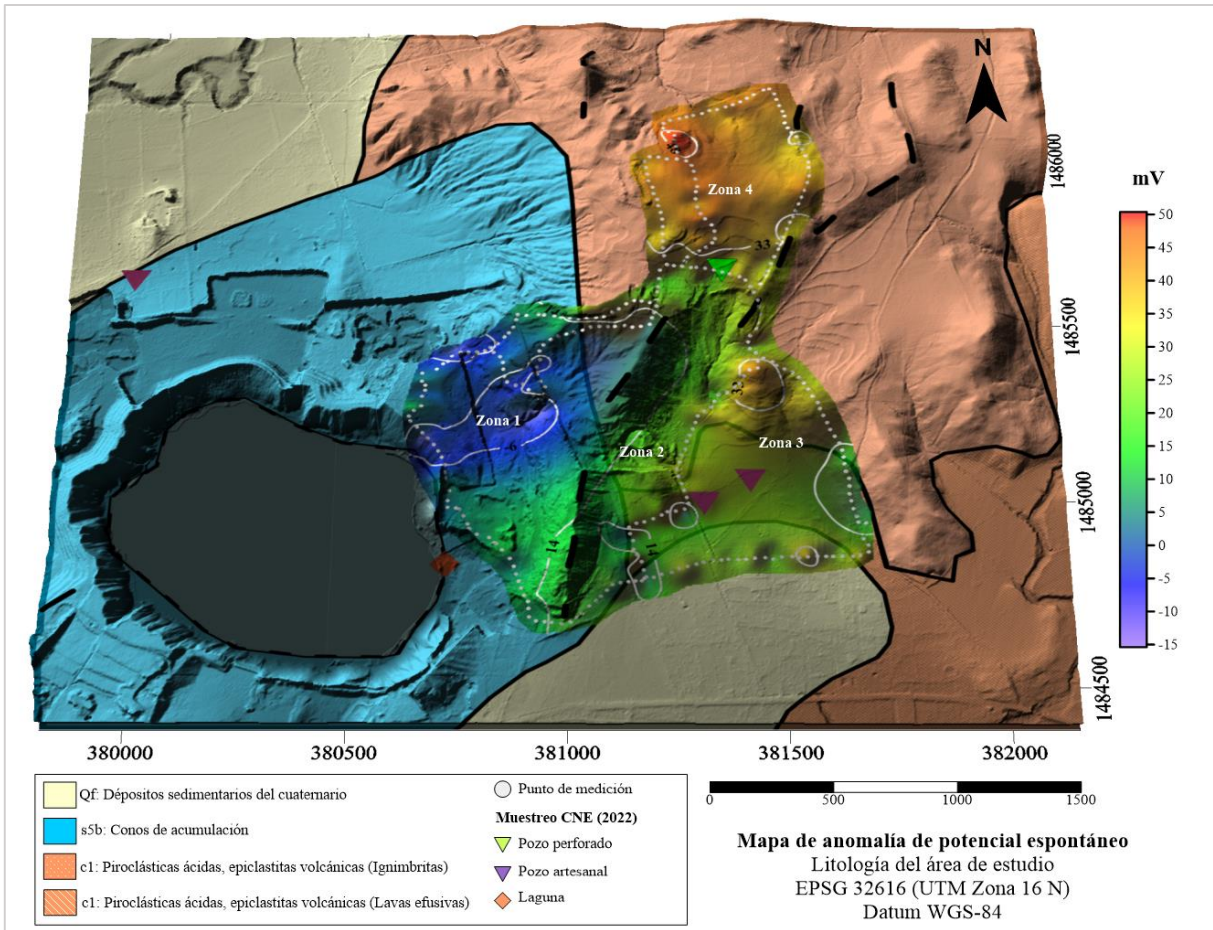 N
Zona 4
33
Zona 1
-6
Zona 2
Zona 3
32
14
14
1486000
1485500
1485000
1484500
380000
380500
381000
381500
382000
mV
50
45
40
35
30
25
20
15
10
5
0
-5
-10
-15
Qf: Dépositos sedimentarios del cuaternario
s5b: Conos de acumulación
c1: Piroclásticas ácidas, epiclastitas volcánicas (Ignimbritas)
c1: Piroclásticas ácidas, epiclastitas volcánicas (Lavas efusivas)
Punto de medición
Muestreo CNE (2022)
Pozo perforado
Pozo artesanal
Laguna
0
500
1000
1500
Mapa de anomalía de potencial espontáneo
Litología del área de estudio
EPSG 32616 (UTM Zona 16 N)
Datum WGS-84